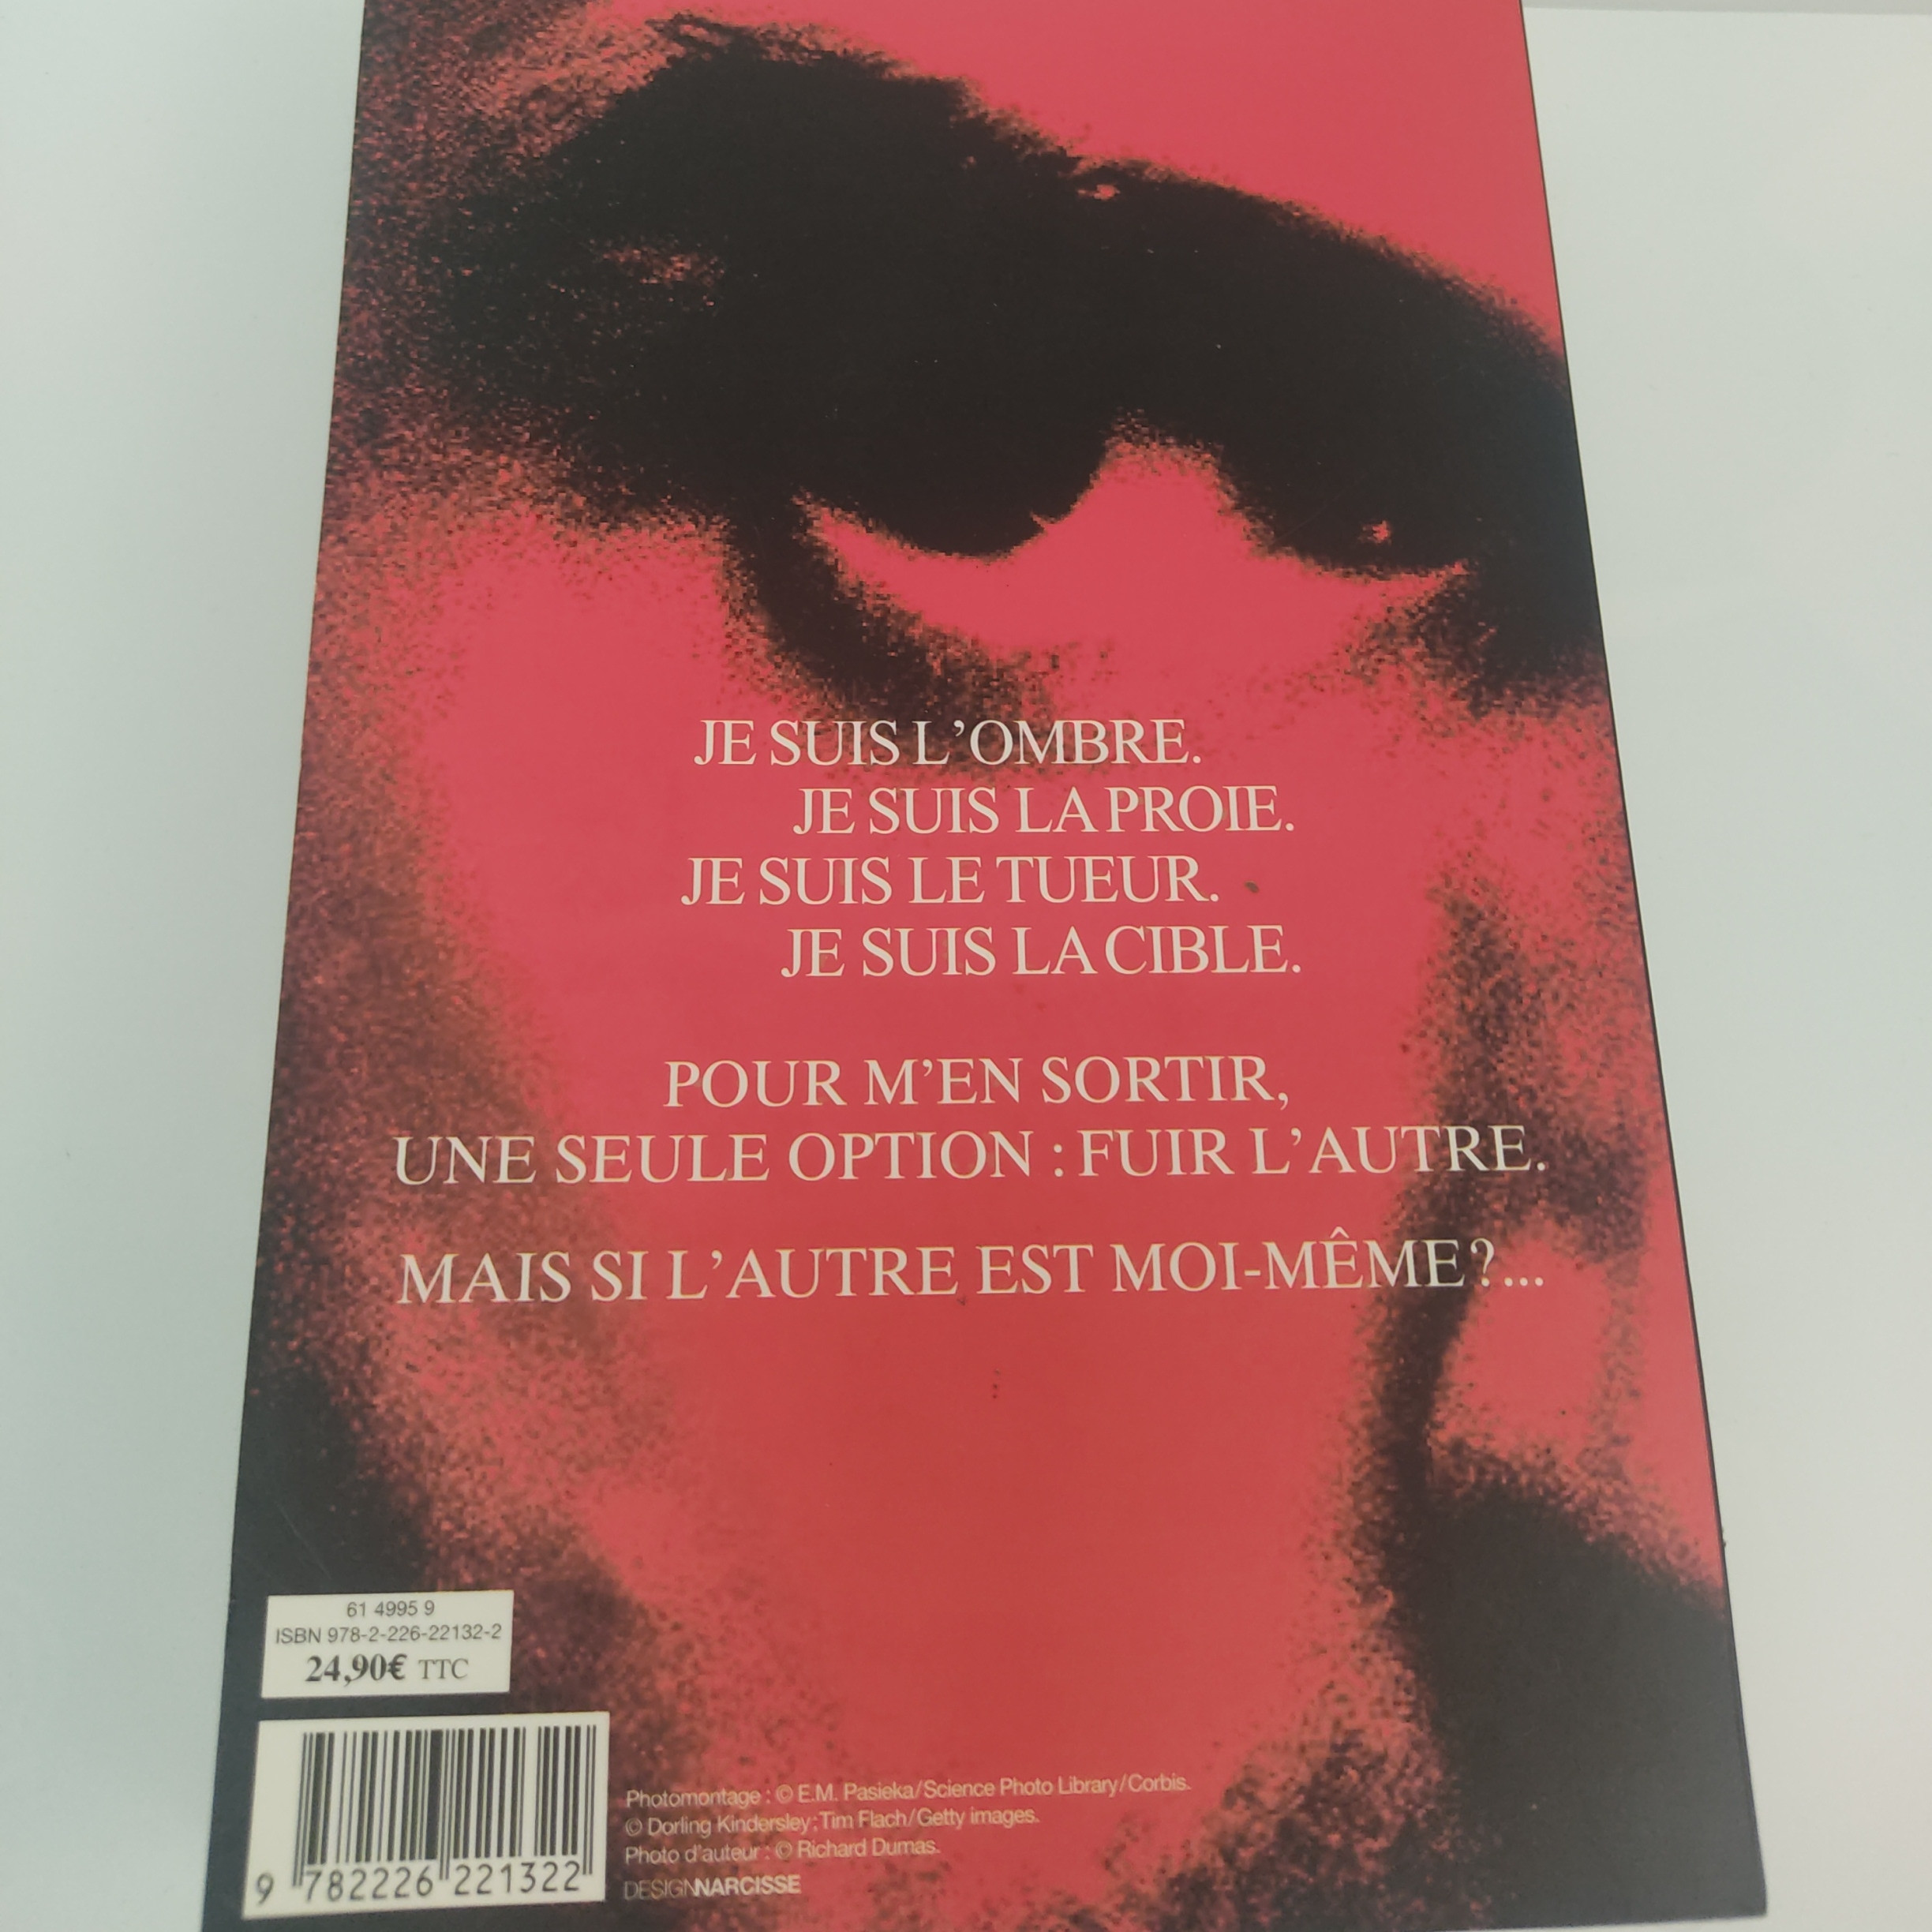 JE SUIS L'OMBRE.
JE SUIS LA PROIE.
JE SUIS LE TUEUR.
JE SUIS LA CIBLE.
POUR M'EN SORTIR,
UNE SEULE OPTION : FUIR L'AUTRE.
MAIS SI L'AUTRE EST MOI-MÊME ?...
61 4995 9
ISBN 978-2-226-22132-2
24,90€ TTC
9 782226 221322
Photomontage : © E.M. Pasieka/Science Photo Library/Corbis.
© Dorling Kindersley ; Tim Flach/Getty images.
Photo d'auteur : © Richard Dumas.
DESIGNNARCISSE